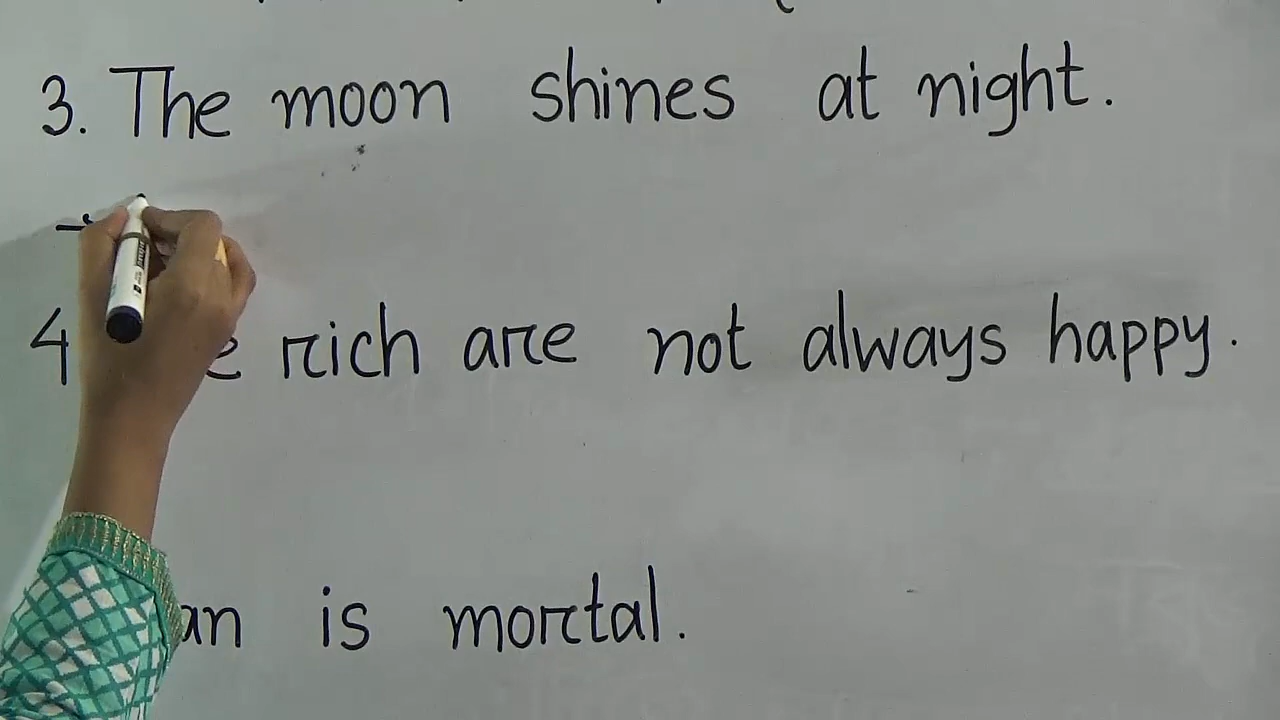 3. The moon shines at night.
4 rich are not always happy.
is mortal.